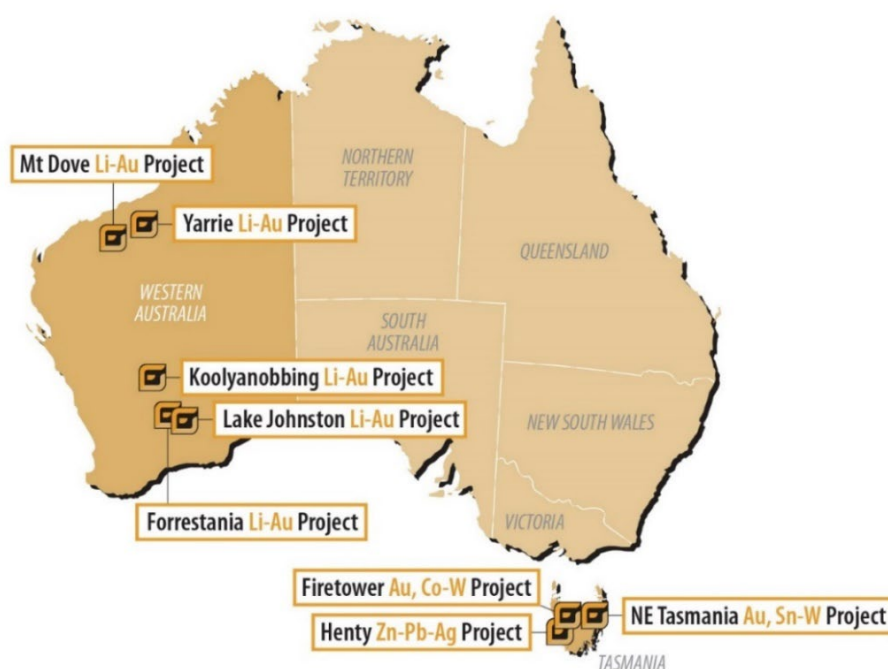 NORTHERN
TERRITORY
Mt Dove Li-Au Project
Yarrie Li-Au Project
QUEENSLAND
WESTERN
AUSTRALIA
SOUTH
AUSTRALIA
Koolyanobbing Li-Au Project
Lake Johnston Li-Au Project
NEW SOUTH WALES
Forrestania Li-Au Project
VICTORIA
Firetower Au, Co-W Project
NE Tasmania Au, Sn-W Project
Henty Zn-Pb-Ag Project
TASMANIA